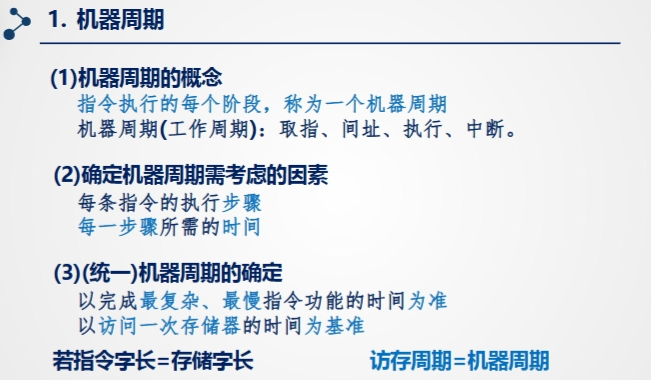 1. 机器周期
(1)机器周期的概念
指令执行的每个阶段，称为一个机器周期
机器周期(工作周期)：取指、间址、执行、中断。
(2)确定机器周期需考虑的因素
每条指令的执行步骤
每一步骤所需的时间
(3)(统一)机器周期的确定
以完成最复杂、最慢指令功能的时间为准
以访问一次存储器的时间为基准
若指令字长=存储字长 访存周期=机器周期